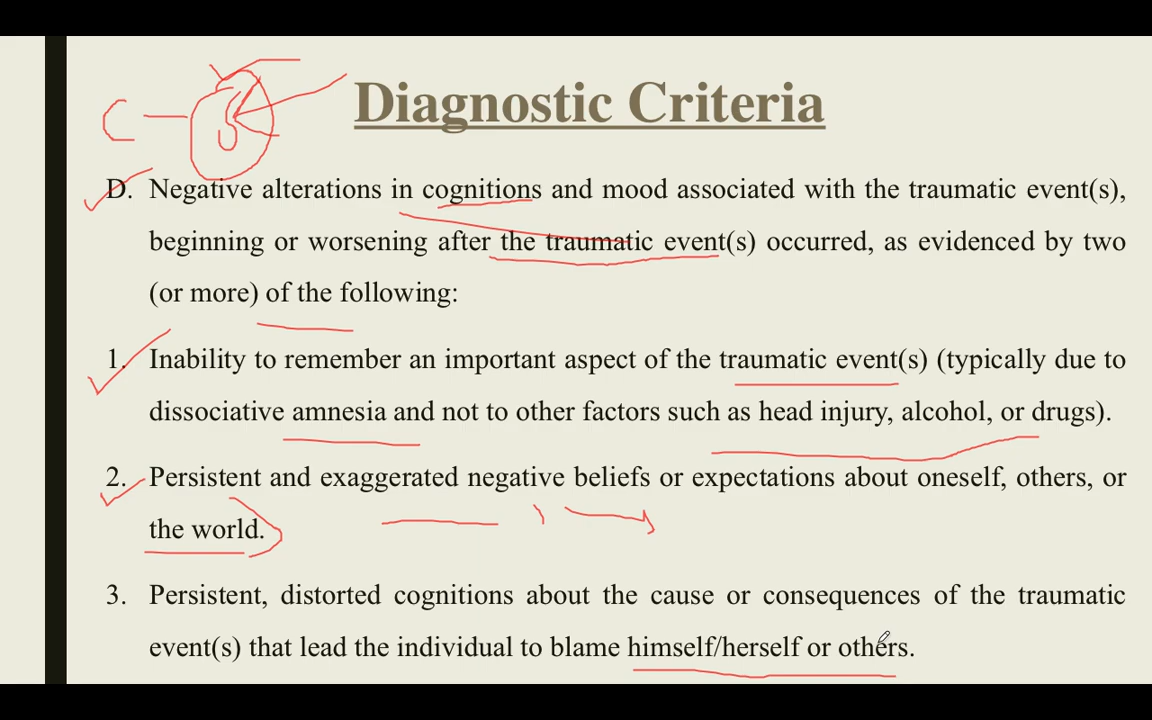 Diagnostic Criteria
C
D. Negative alterations in cognitions and mood associated with the traumatic event(s),
beginning or worsening after the traumatic event(s) occurred, as evidenced by two
(or more) of the following:
1. Inability to remember an important aspect of the traumatic event(s) (typically due to
dissociative amnesia and not to other factors such as head injury, alcohol, or drugs).
2. Persistent and exaggerated negative beliefs or expectations about oneself, others, or
the world.
3. Persistent, distorted cognitions about the cause or consequences of the traumatic
event(s) that lead the individual to blame himself/herself or others.